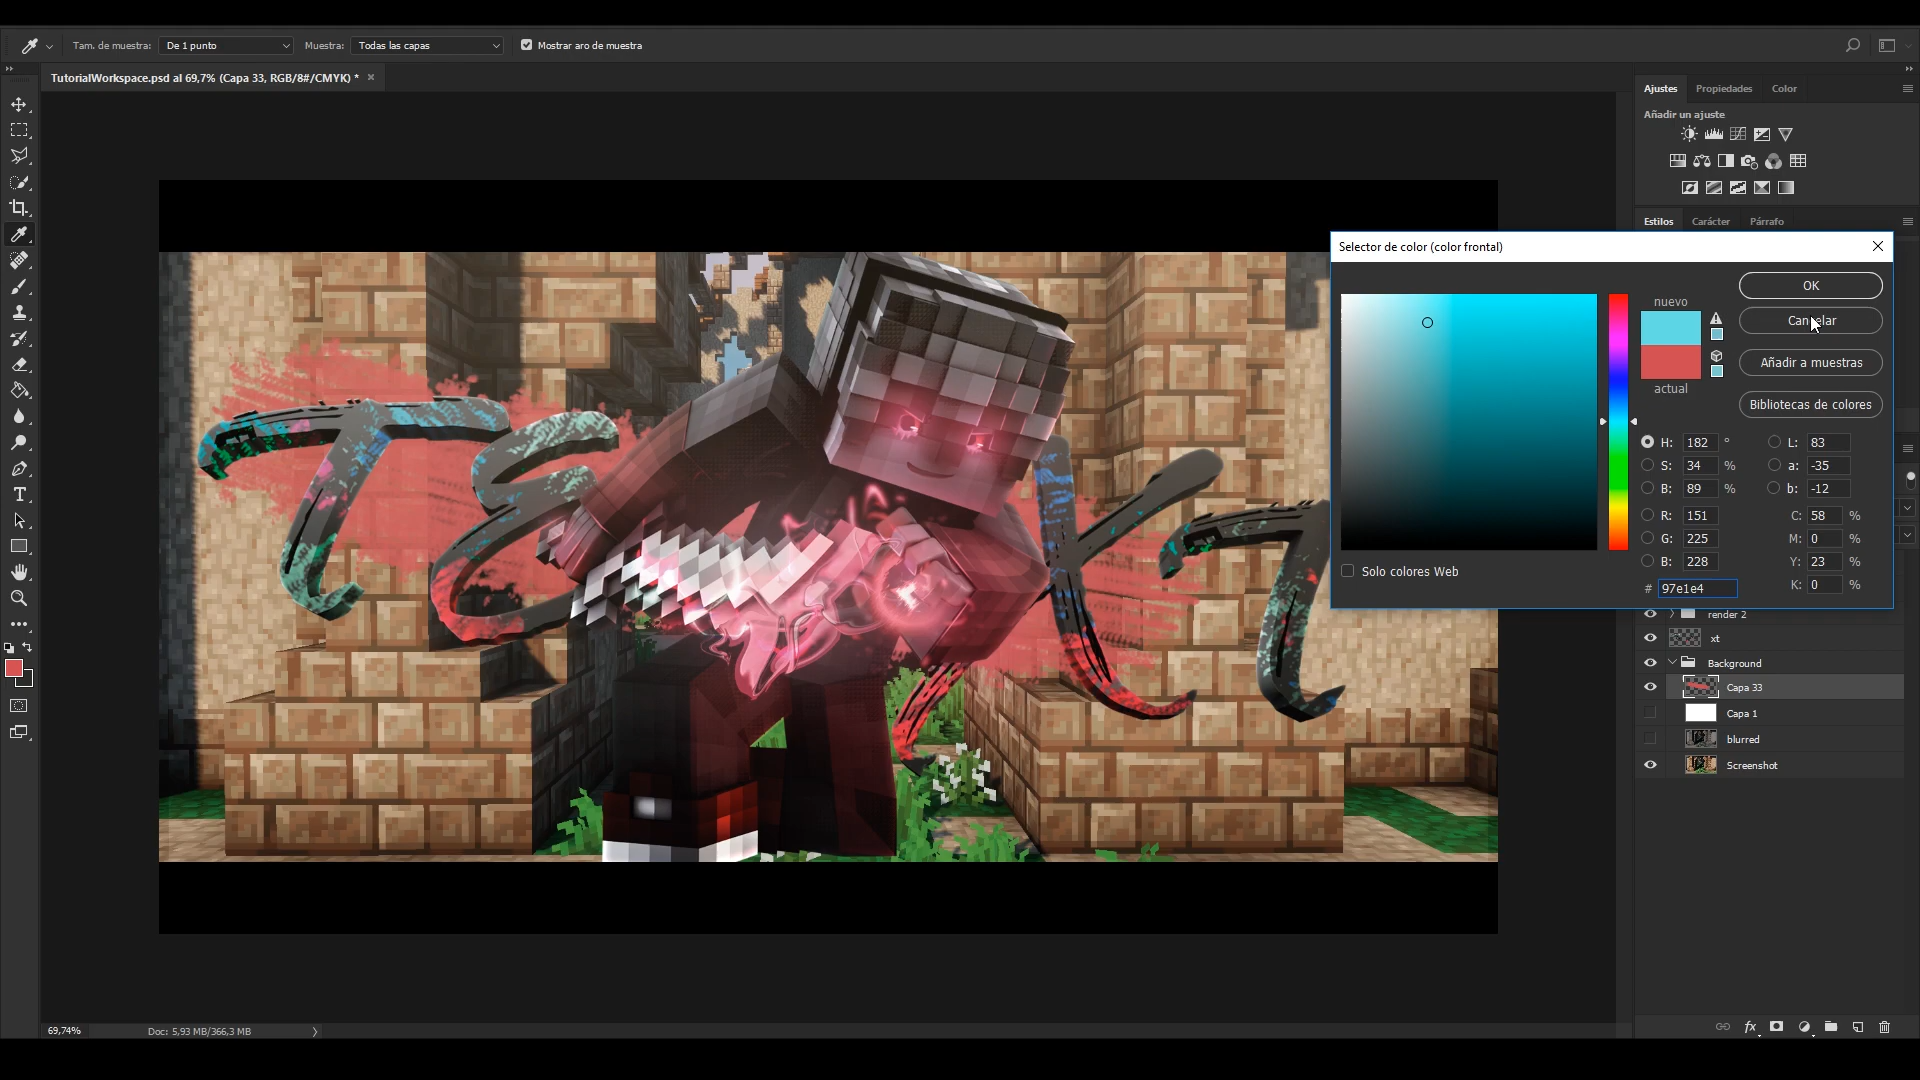 Tam. de muestra: De 1 punto Muestra: Todas las capas Mostrar aro de muestra
TutorialWorkspace.psd al 69,7% (Capa 33, RGB/8#/CMYK) * ×
Ajustes Propiedades Color
Añadir un ajuste
Estilos Carácter Párrafo
Selector de color (color frontal)
nuevo
actual
OK
Cancelar
Añadir a muestras
Bibliotecas de colores
H: 182 ° L: 83
S: 34 % a: -35
B: 89 % b: -12
R: 151 C: 58 %
G: 225 M: 0 %
B: 228 Y: 23 %
# 97e1e4 K: 0 %
Solo colores Web
render 2
xt
Background
Capa 33
Capa 1
blurred
Screenshot
fx
T
69,74% Doc: 5,93 MB/366,3 MB